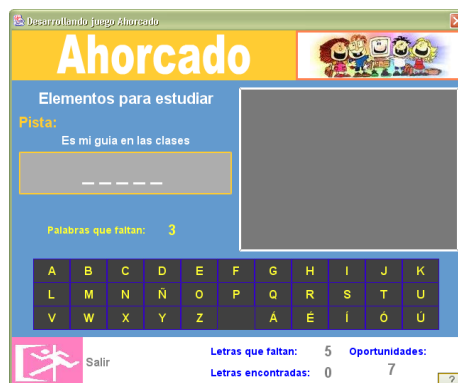 Desarrollando juego Ahorcado
Ahorcado
Elementos para estudiar
Pista:
Es mi guia en las clases
_ _ _ _ _
Palabras que faltan: 3
A B C D E F G H I J K
L M N Ñ O P Q R S T U
V W X Y Z Á É Í Ó Ú
Salir
Letras que faltan: 5 Oportunidades:
Letras encontradas: 0 7
?